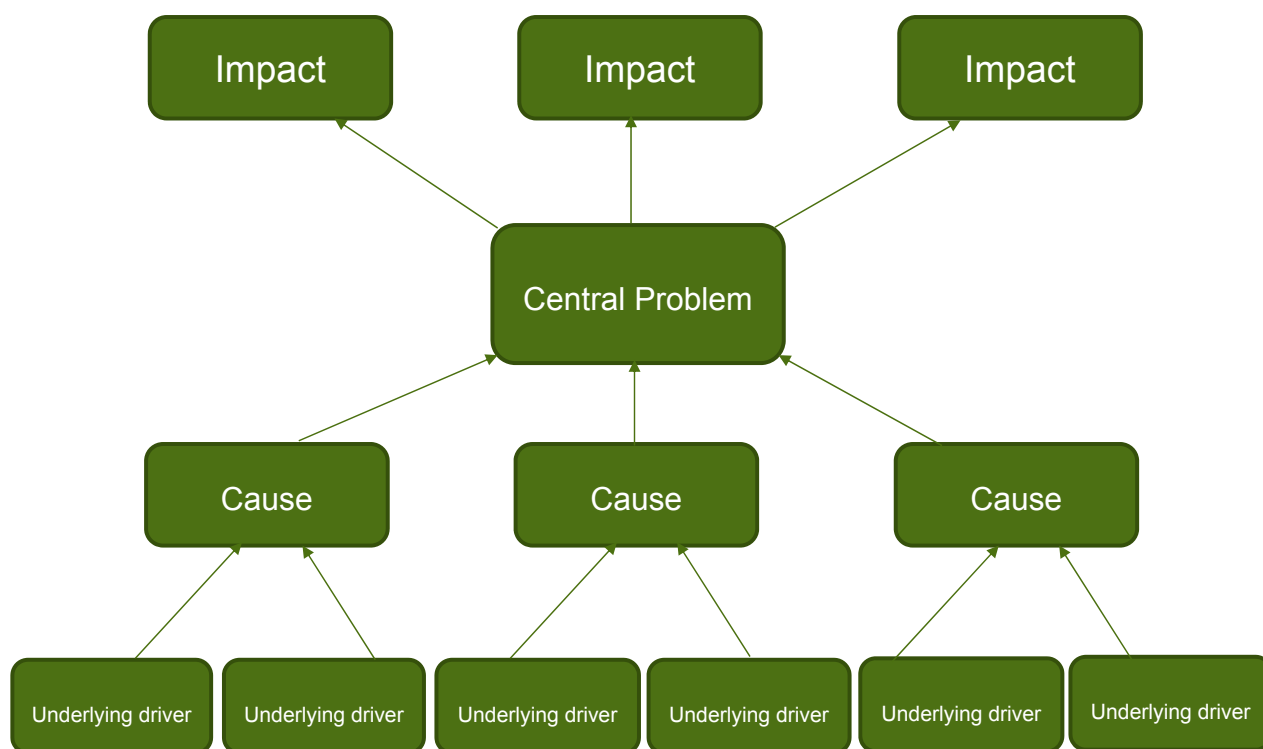 Impact
Impact
Impact
Central Problem
Cause
Cause
Cause
Underlying driver
Underlying driver
Underlying driver
Underlying driver
Underlying driver
Underlying driver